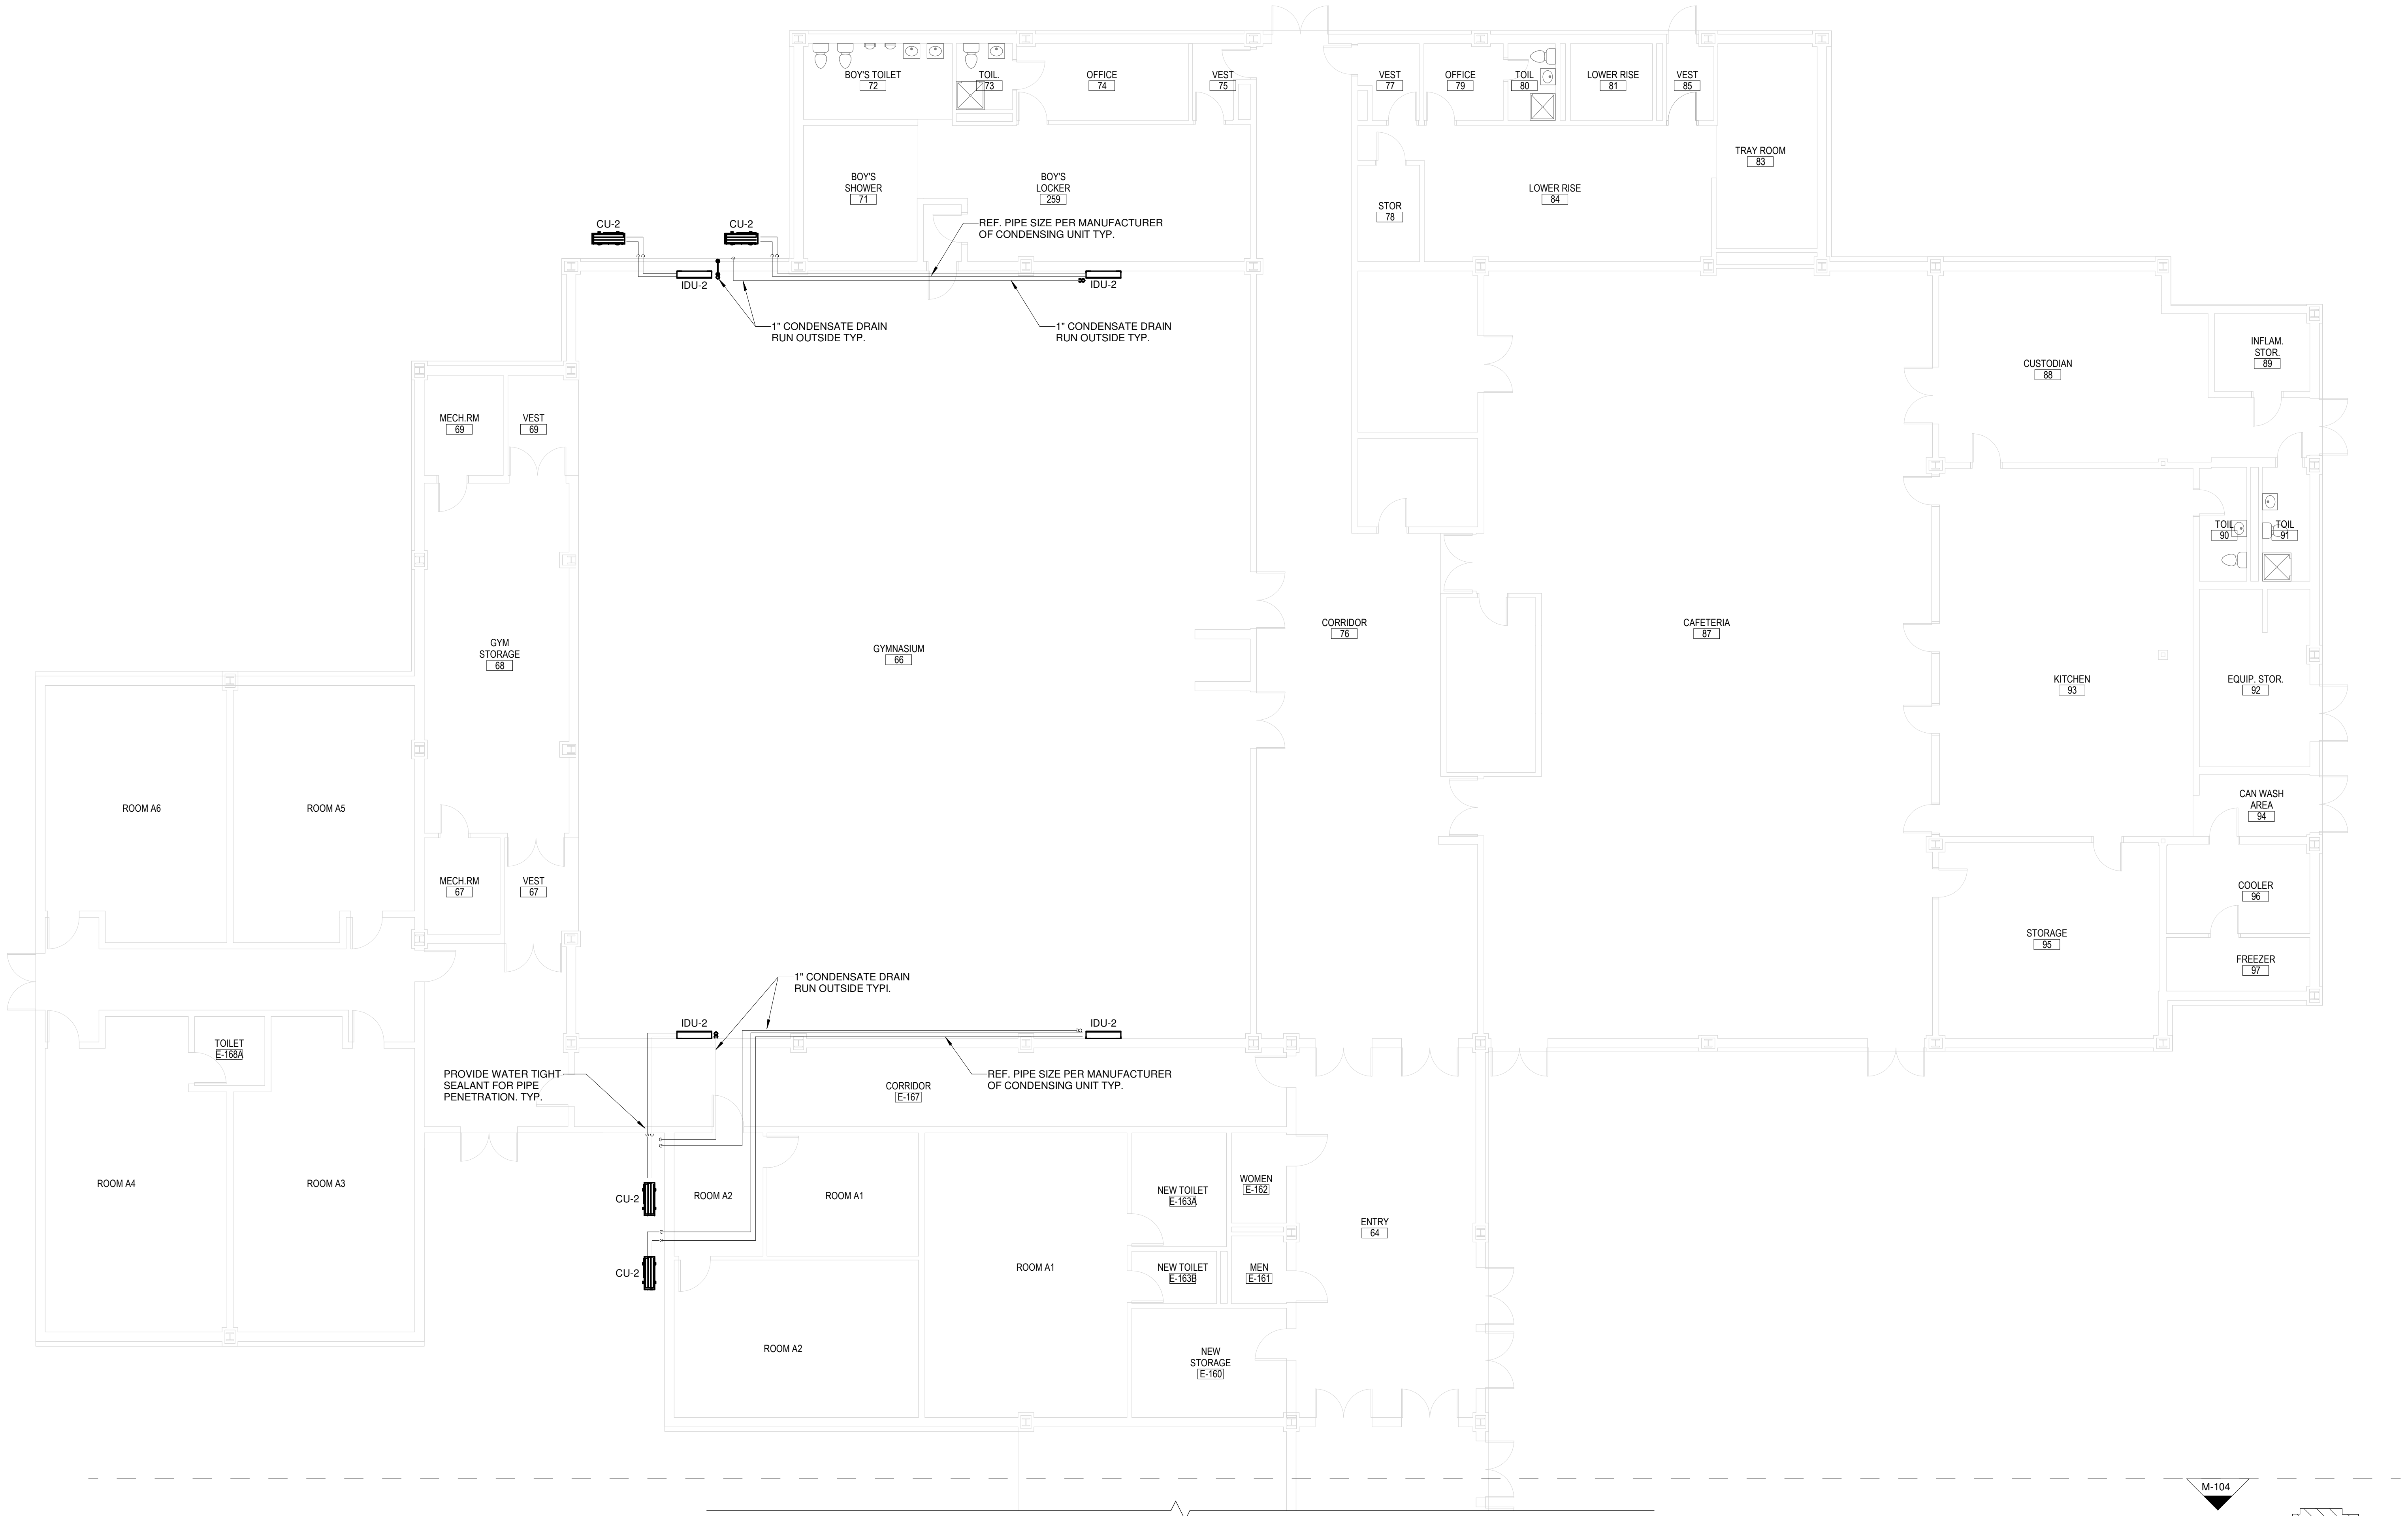 BOY'S TOILET
72
TOIL.
73
OFFICE
74
VEST
75
VEST
77
OFFICE
79
TOIL
80
LOWER RISE
81
VEST
85
TRAY ROOM
83
BOY'S
SHOWER
71
BOY'S
LOCKER
259
STOR
78
LOWER RISE
84
CU-2
CU-2
REF. PIPE SIZE PER MANUFACTURER
OF CONDENSING UNIT TYP.
IDU-2
IDU-2
1" CONDENSATE DRAIN
RUN OUTSIDE TYP.
1" CONDENSATE DRAIN
RUN OUTSIDE TYP.
CUSTODIAN
88
INFLAM.
STOR.
89
MECH.RM
69
VEST
69
TOIL
90
TOIL
91
GYM
STORAGE
68
GYMNASIUM
66
CORRIDOR
76
CAFETERIA
87
KITCHEN
93
EQUIP. STOR.
92
ROOM A6
ROOM A5
CAN WASH
AREA
94
MECH.RM
67
VEST
67
COOLER
96
STORAGE
95
FREEZER
97
1" CONDENSATE DRAIN
RUN OUTSIDE TYPI.
IDU-2
IDU-2
TOILET
E-168A
PROVIDE WATER TIGHT
SEALANT FOR PIPE
PENETRATION. TYP.
CORRIDOR
E-167
REF. PIPE SIZE PER MANUFACTURER
OF CONDENSING UNIT TYP.
ROOM A4
ROOM A3
CU-2
ROOM A2
ROOM A1
NEW TOILET
E-163A
WOMEN
E-162
ENTRY
64
CU-2
ROOM A1
NEW TOILET
E-163B
MEN
E-161
ROOM A2
NEW
STORAGE
E-160
M-104